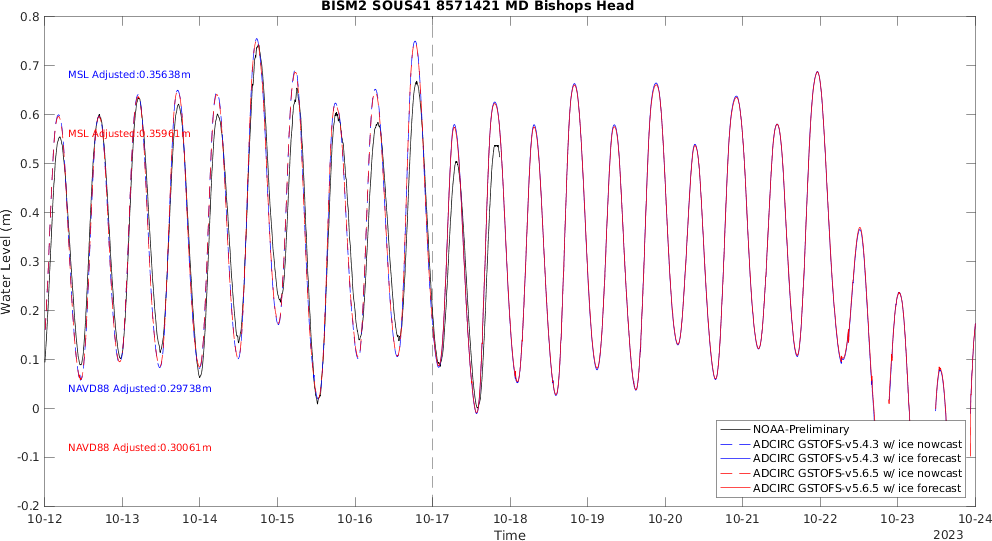 BISM2 SOUS41 8571421 MD Bishops Head
0.8
0.7
0.6
0.5
0.4
0.3
0.2
0.1
0
-0.1
-0.2
Water Level (m)
MSL Adjusted:0.35638m
MSL Adjusted:0.35961m
NAVD88 Adjusted:0.29738m
NAVD88 Adjusted:0.30061m
NOAA-Preliminary
ADCIRC GSTOFS-v5.4.3 w/ ice nowcast
ADCIRC GSTOFS-v5.4.3 w/ ice forecast
ADCIRC GSTOFS-v5.6.5 w/ ice nowcast
ADCIRC GSTOFS-v5.6.5 w/ ice forecast
10-12 10-13 10-14 10-15 10-16 10-17 10-18 10-19 10-20 10-21 10-22 10-23 10-24
Time
2023